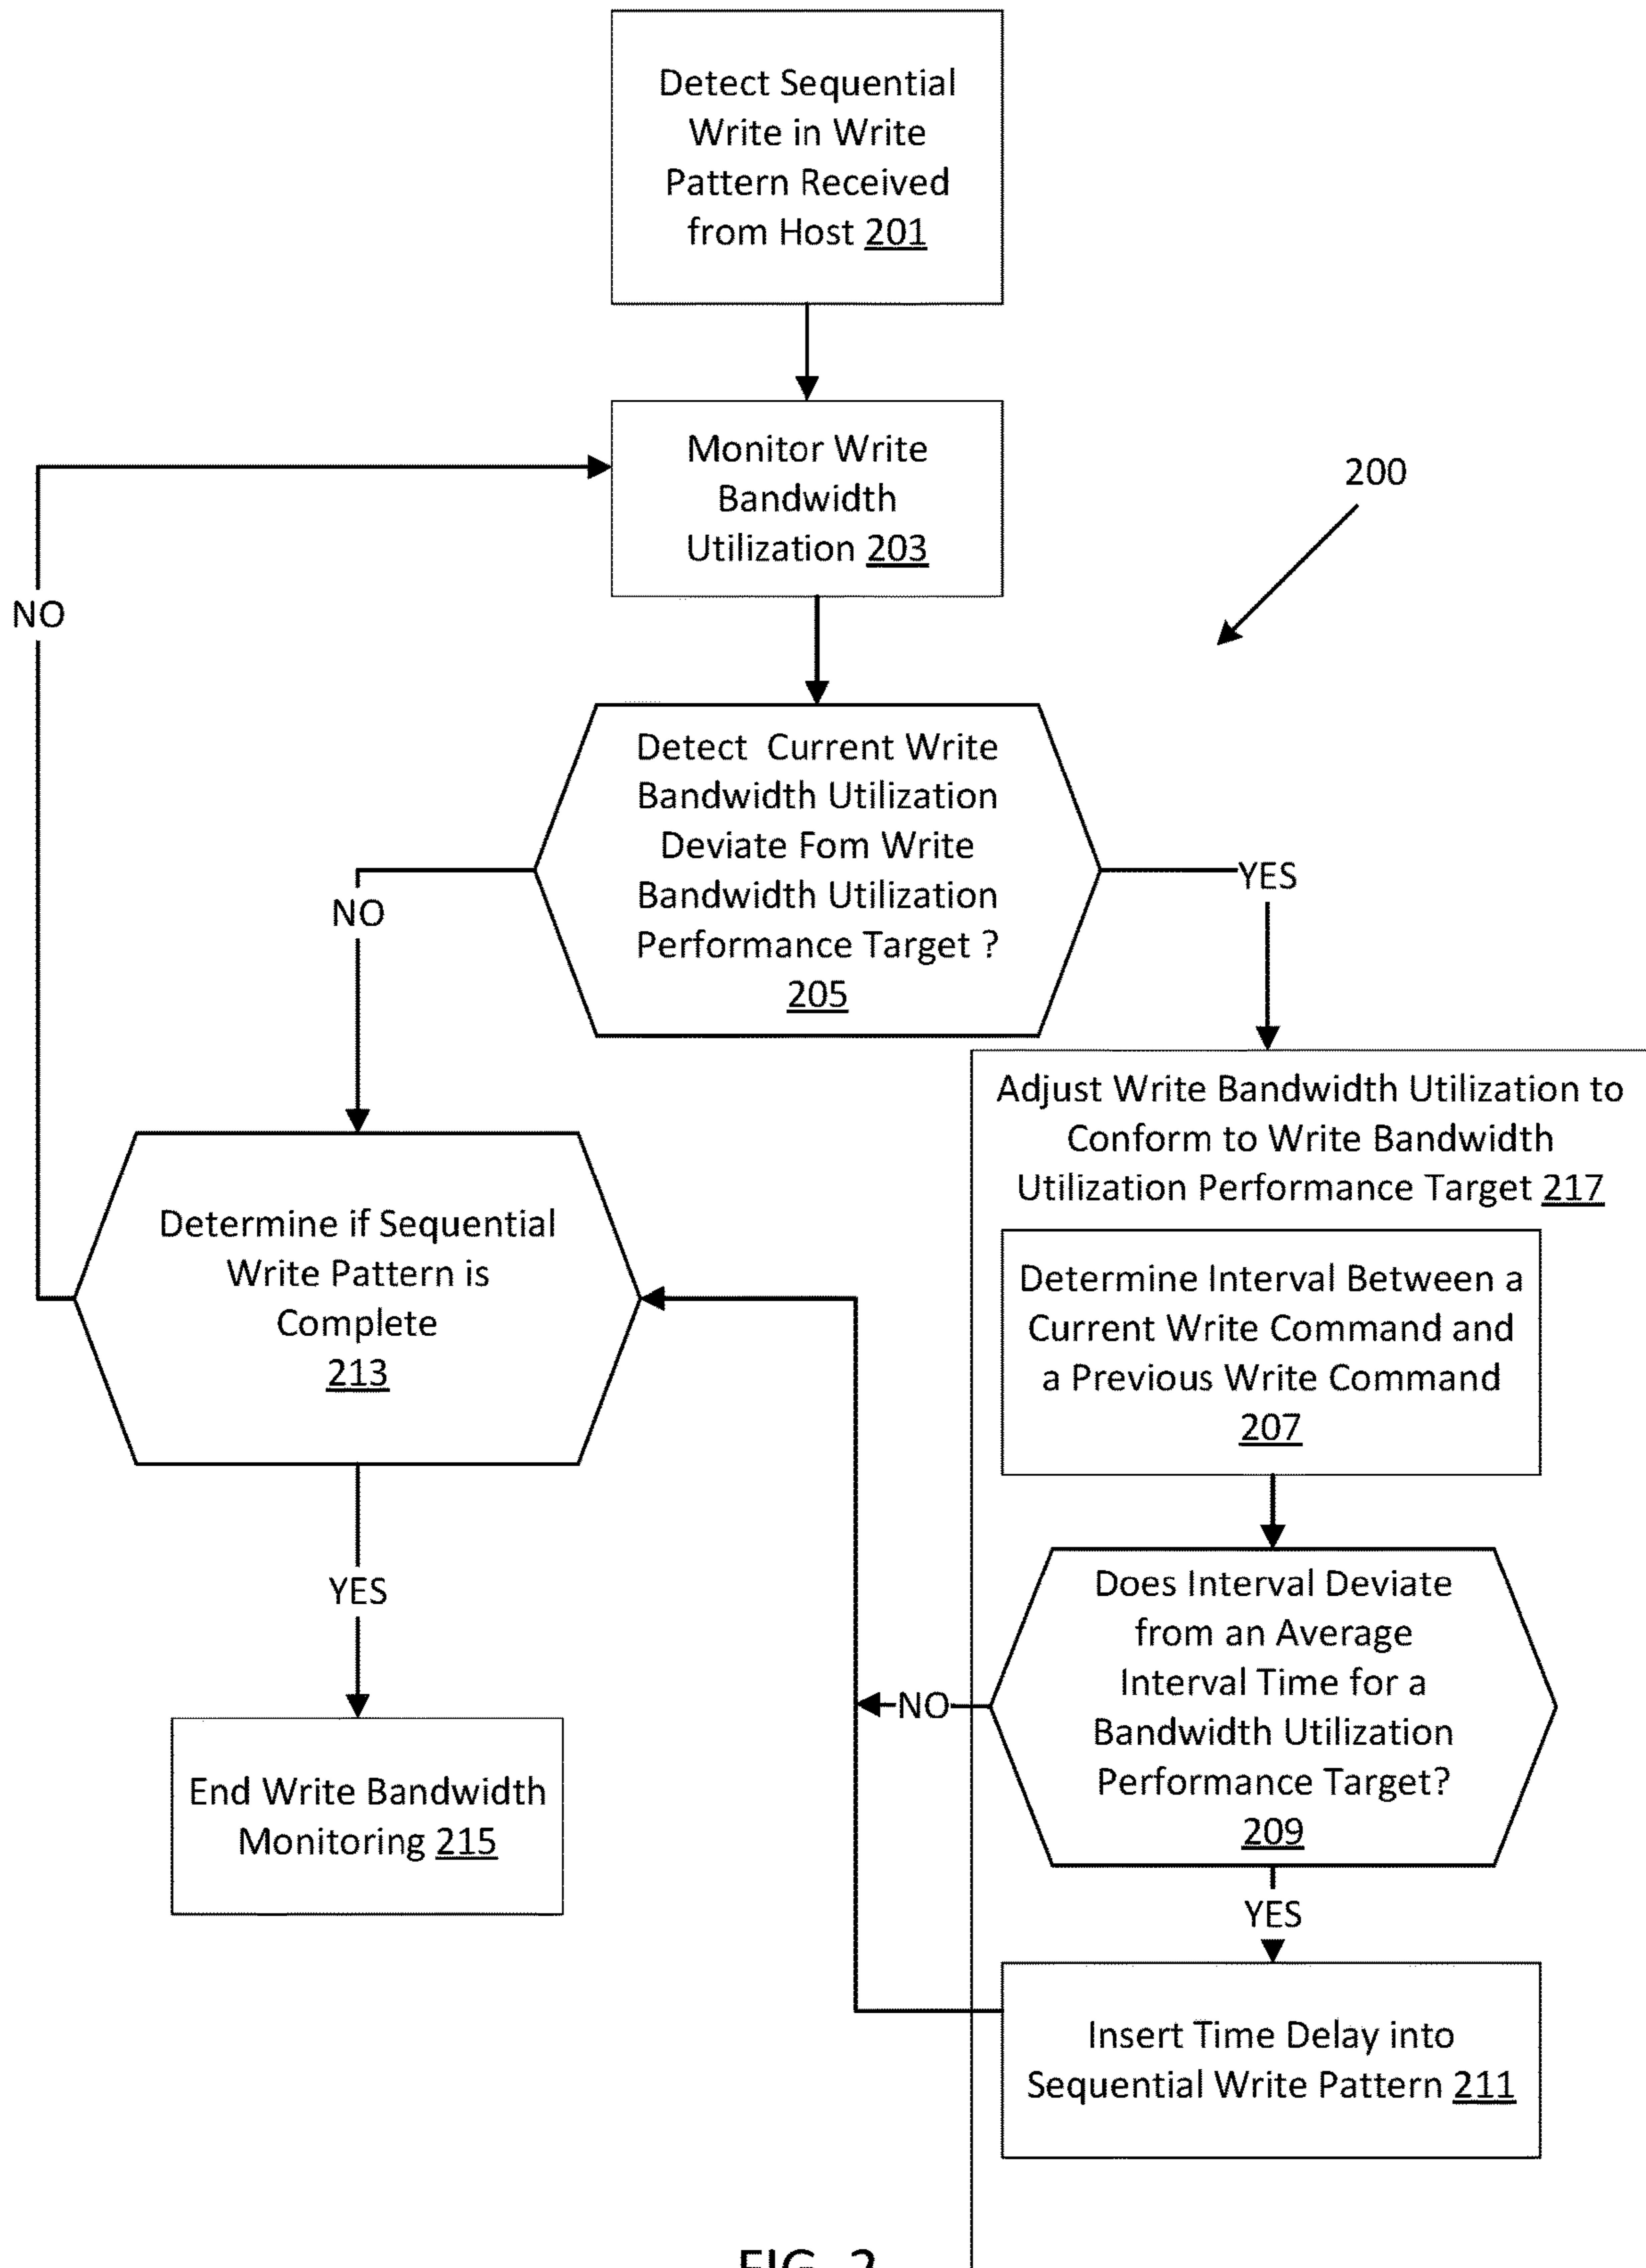 Detect Sequential
Write in Write
Pattern Received
from Host 201
Monitor Write
Bandwidth
Utilization 203
200
NO
Detect Current Write
Bandwidth Utilization
Deviate Fom Write
Bandwidth Utilization
Performance Target ?
205
NO
YES
Adjust Write Bandwidth Utilization to
Conform to Write Bandwidth
Utilization Performance Target 217
Determine if Sequential
Write Pattern is
Complete
213
Determine Interval Between a
Current Write Command and
a Previous Write Command
207
YES
Does Interval Deviate
from an Average
Interval Time for a
Bandwidth Utilization
Performance Target?
209
NO
End Write Bandwidth
Monitoring 215
YES
Insert Time Delay into
Sequential Write Pattern 211
FIG. 2